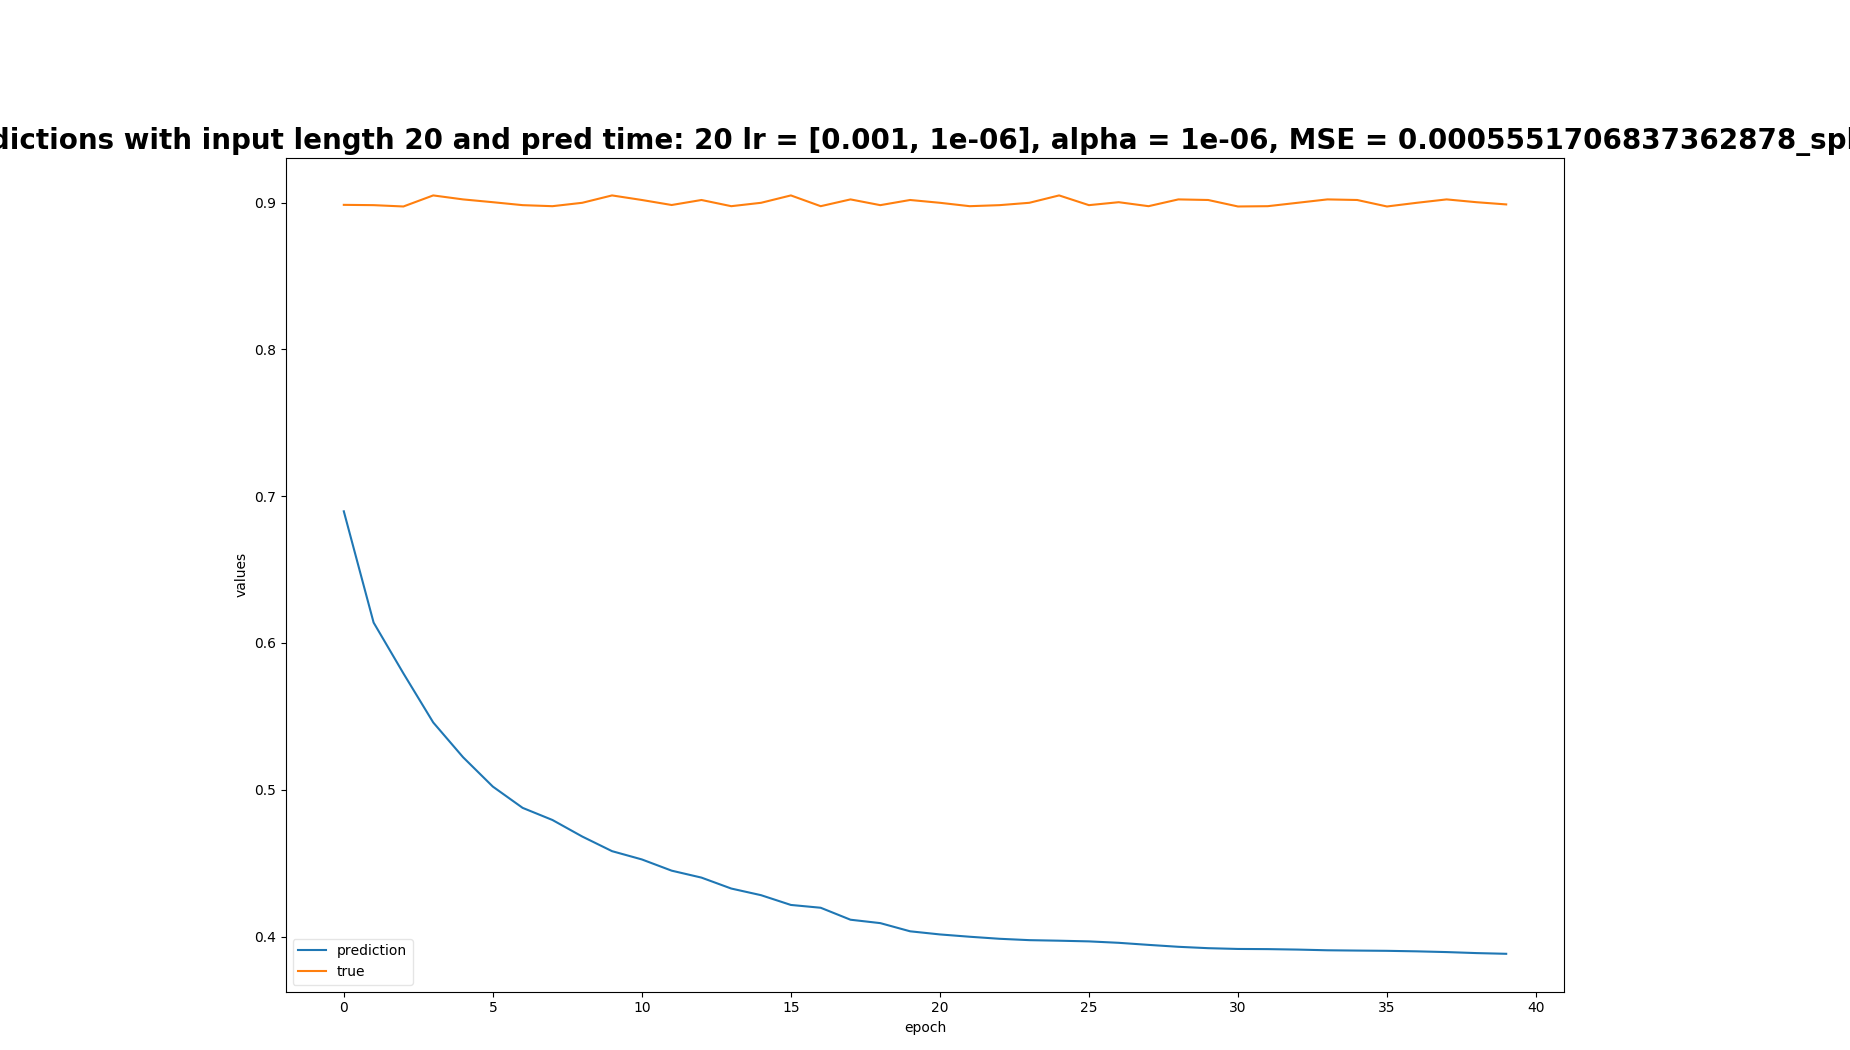 dictions with input length 20 and pred time: 20 lr = [0.001, 1e-06], alpha = 1e-06, MSE = 0.0005551706837362878_spl
0.9
0.8
0.7
0.6
0.5
0.4
values
prediction
true
0 5 10 15 20 25 30 35 40
epoch